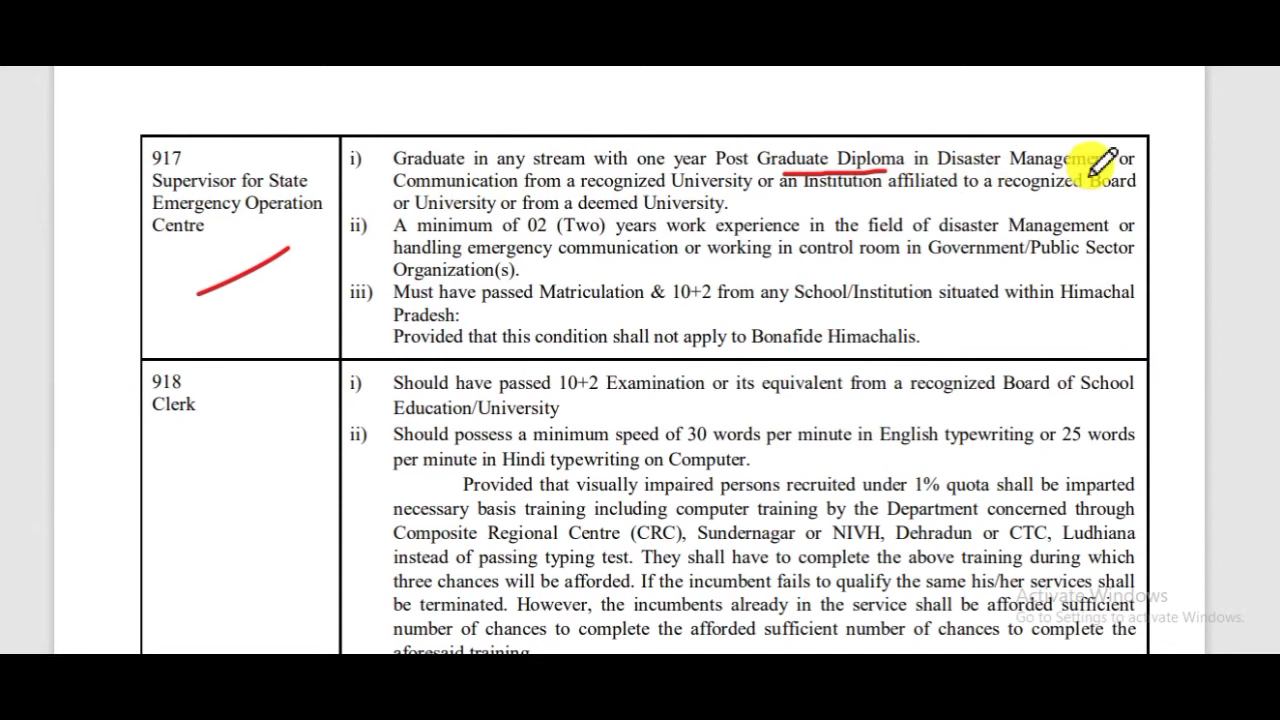 917
Supervisor for State
Emergency Operation
Centre
i) Graduate in any stream with one year Post Graduate Diploma in Disaster Management or
Communication from a recognized University or an Institution affiliated to a recognized Board
or University or from a deemed University.
ii) A minimum of 02 (Two) years work experience in the field of disaster Management or
handling emergency communication or working in control room in Government/Public Sector
Organization(s).
iii) Must have passed Matriculation & 10+2 from any School/Institution situated within Himachal
Pradesh:
Provided that this condition shall not apply to Bonafide Himachalis.
918
Clerk
i) Should have passed 10+2 Examination or its equivalent from a recognized Board of School
Education/University
ii) Should possess a minimum speed of 30 words per minute in English typewriting or 25 words
per minute in Hindi typewriting on Computer.
Provided that visually impaired persons recruited under 1% quota shall be imparted
necessary basis training including computer training by the Department concerned through
Composite Regional Centre (CRC), Sundernagar or NIVH, Dehradun or CTC, Ludhiana
instead of passing typing test. They shall have to complete the above training during which
three chances will be afforded. If the incumbent fails to qualify the same his/her services shall
be terminated. However, the incumbents already in the service shall be afforded sufficient
number of chances to complete the afforded sufficient number of chances to complete the
aforesaid training.
Activate Windows
Go to Settings to activate Windows.